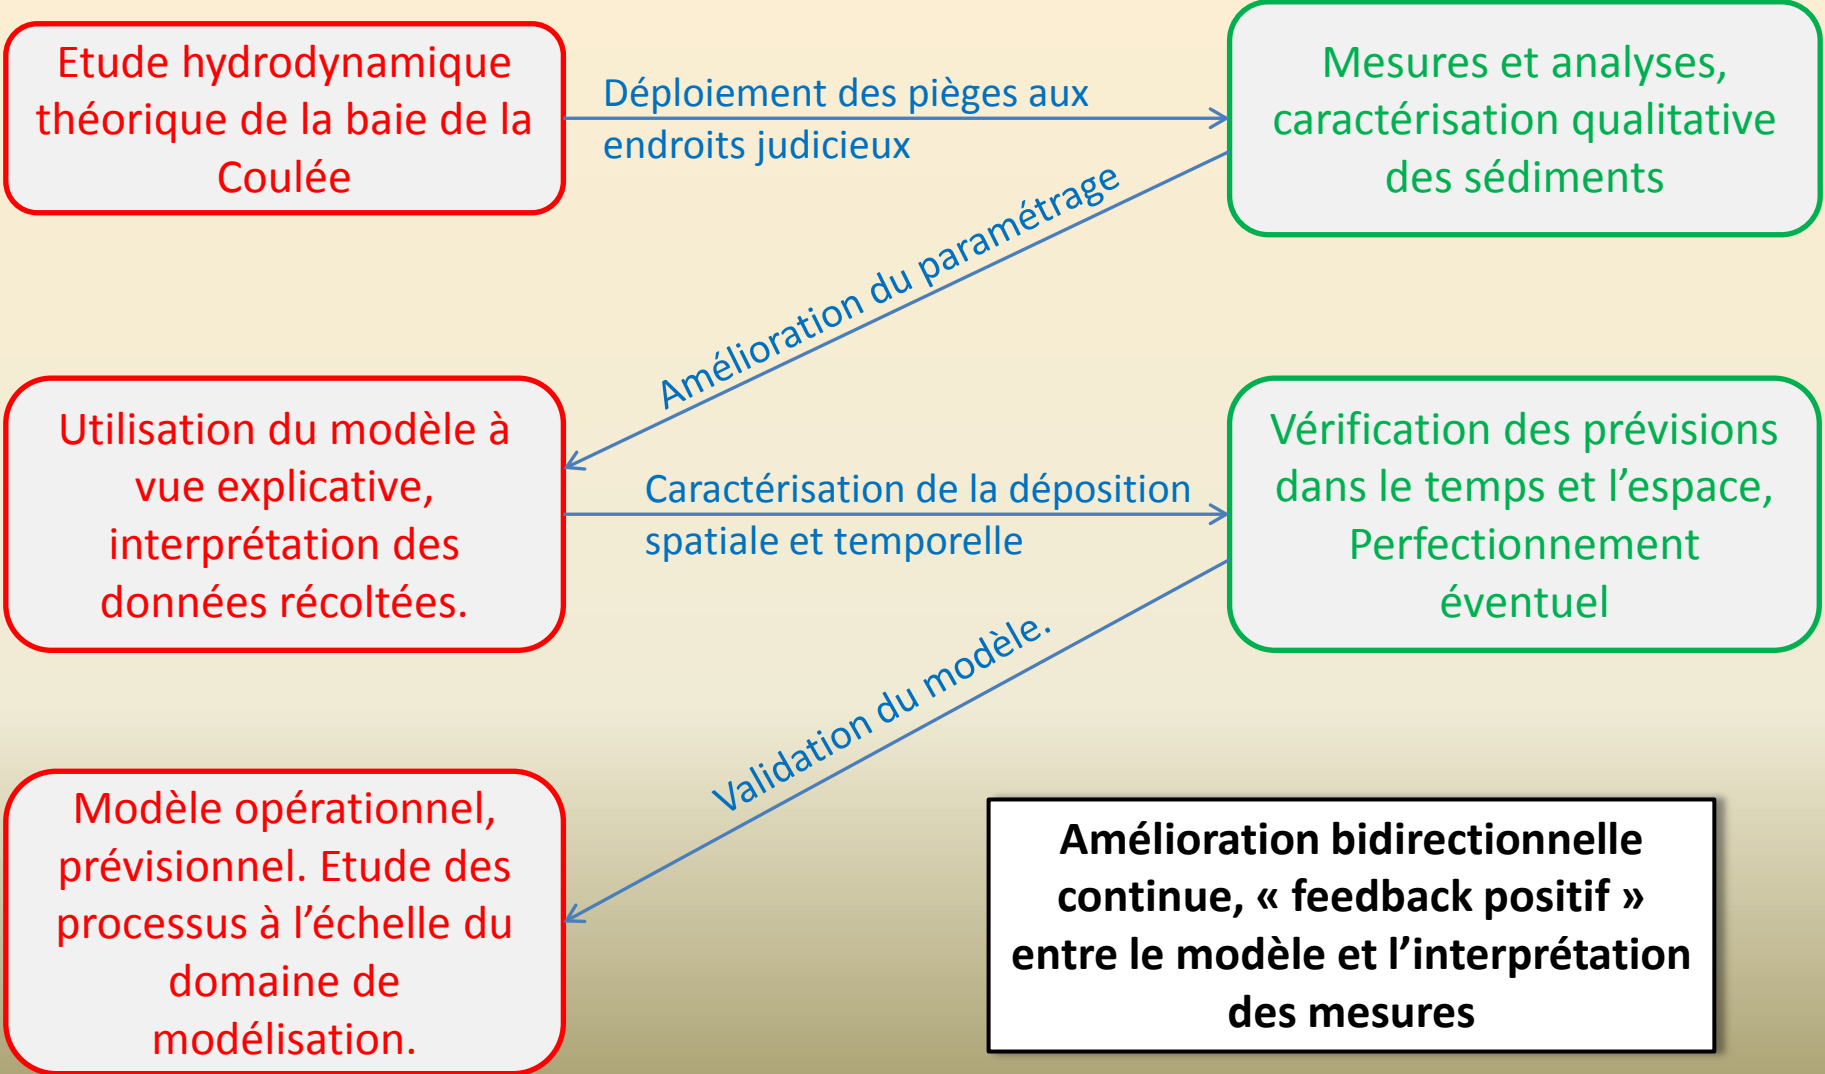 Etude hydrodynamique
théorique de la baie de la
Coulée
Déploiement des pièges aux
endroits judicieux
Mesures et analyses,
caractérisation qualitative
des sédiments
Amélioration du paramétrage
Utilisation du modèle à
vue explicative,
interprétation des
données récoltées.
Caractérisation de la déposition
spatiale et temporelle
Vérification des prévisions
dans le temps et l’espace,
Perfectionnement
éventuel
Validation du modèle.
Modèle opérationnel,
prévisionnel. Etude des
processus à l’échelle du
domaine de
modélisation.
Amélioration bidirectionnelle
continue, « feedback positif »
entre le modèle et l’interprétation
des mesures